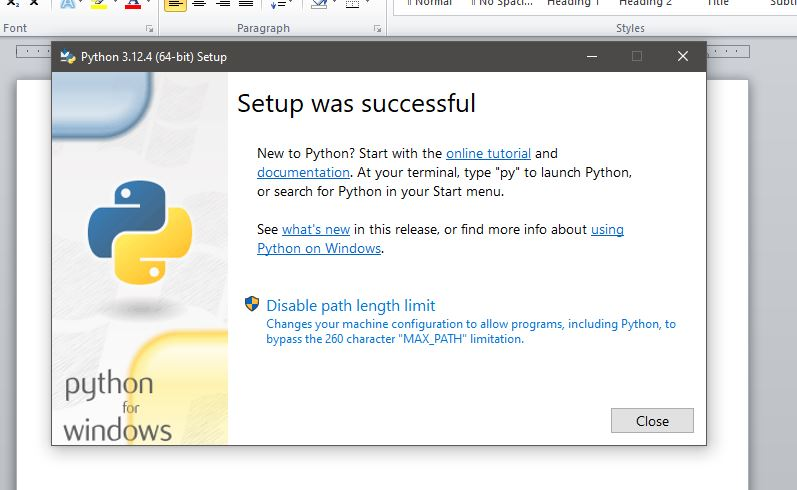 Normal ¶ No Spaci... Heading 1 Heading 2 Title
Font Paragraph Styles
Python 3.12.4 (64-bit) Setup
Setup was successful
New to Python? Start with the online tutorial and
documentation. At your terminal, type "py" to launch Python,
or search for Python in your Start menu.
See what's new in this release, or find more info about using
Python on Windows.
Disable path length limit
Changes your machine configuration to allow programs, including Python, to
bypass the 260 character "MAX_PATH" limitation.
python
for
windows
Close